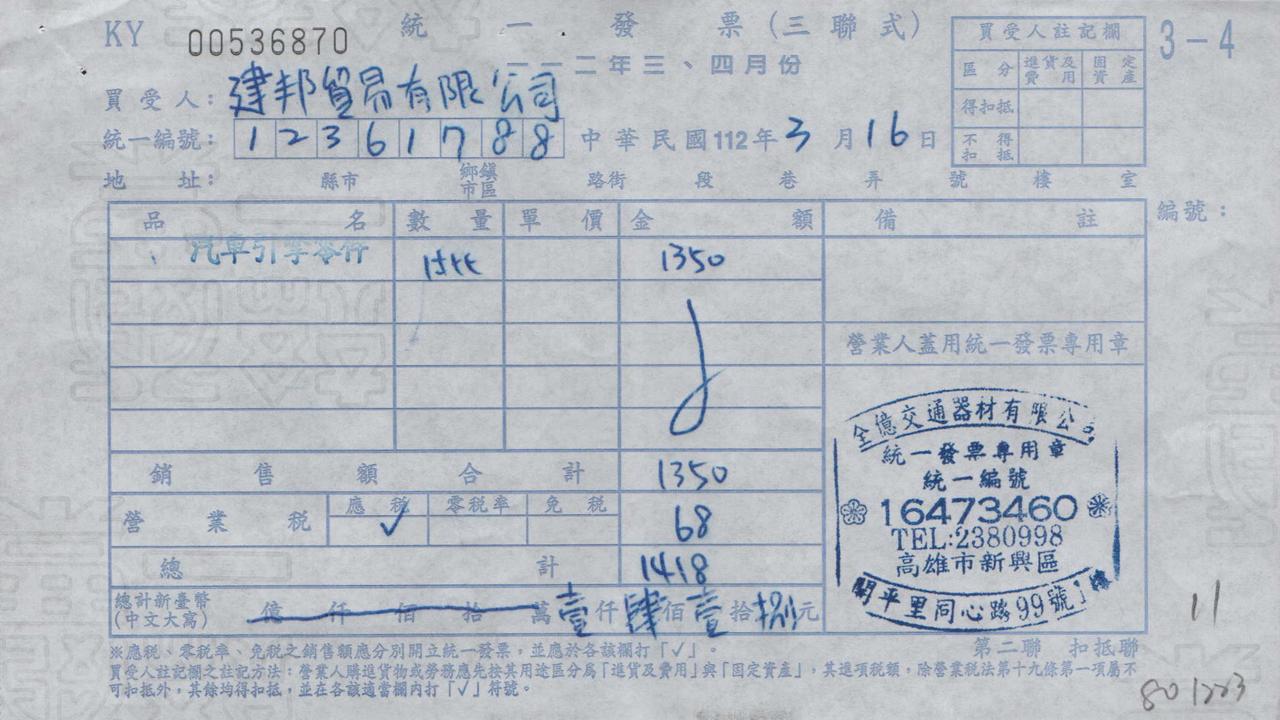 KY 00536870 統一發票(三聯式) 3-4
一一二年三、四月份
買受人: 建邦貿易有限公司
統一編號: 12361788 中華民國112年3月16日
地址: 縣市 鄉鎮市區 路街 段 巷 弄 號 樓 室
買受人註記欄
區分 進貨及費用 固定資產
得扣抵
不得扣抵
品名 數量 單價 金額 備註 編號:
汽車引擎零件 1350
營業人蓋用統一發票專用章
銷售額合計 1350
營業稅 應稅 ✓ 零稅率 免稅 68
總計 1418
總計新臺幣(中文大寫) 億仟佰拾萬壹仟肆佰壹拾捌元
全億交通器材有限公司
統一發票專用章
統一編號
16473460
TEL:2380998
高雄市新興區
開平里同心路99號1樓
11
第二聯 扣抵聯
※應稅、零稅率、免稅之銷售額應分別開立統一發票,並應於各該欄打「✓」。
買受人註記欄之註記方法:營業人購進貨物或勞務應先按其用途區分為「進貨及費用」與「固定資產」,其進項稅額,除營業稅法第十九條第一項屬不
可扣抵外,其餘均得扣抵,並在各該適當欄內打「✓」符號。
801223